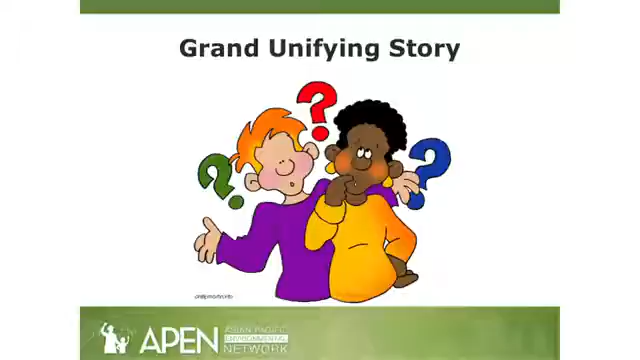 Grand Unifying Story
?
?
?
APEN
ASIAN PACIFIC
ENVIRONMENTAL
NETWORK